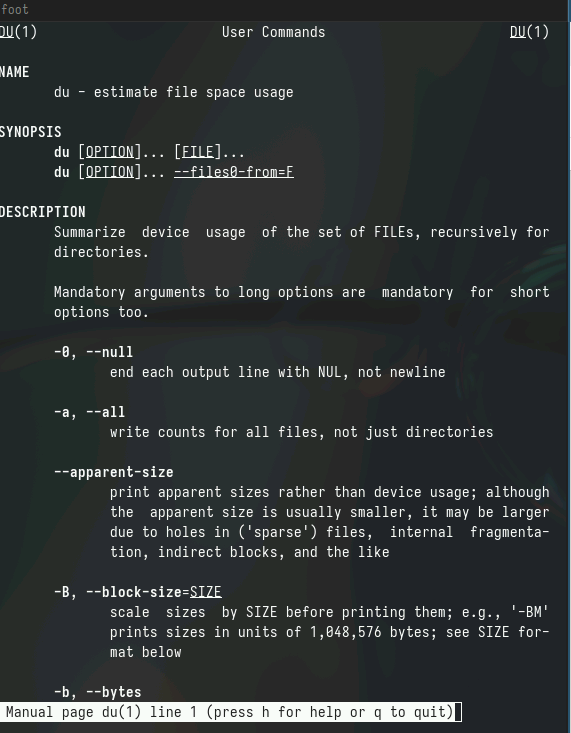 foot
DU(1) User Commands DU(1)
NAME
du - estimate file space usage
SYNOPSIS
du [OPTION]... [FILE]...
du [OPTION]... --files0-from=F
DESCRIPTION
Summarize device usage of the set of FILEs, recursively for
directories.
Mandatory arguments to long options are mandatory for short
options too.
-0, --null
end each output line with NUL, not newline
-a, --all
write counts for all files, not just directories
--apparent-size
print apparent sizes rather than device usage; although
the apparent size is usually smaller, it may be larger
due to holes in ('sparse') files, internal fragmenta-
tion, indirect blocks, and the like
-B, --block-size=SIZE
scale sizes by SIZE before printing them; e.g., '-BM'
prints sizes in units of 1,048,576 bytes; see SIZE for-
mat below
-b, --bytes
Manual page du(1) line 1 (press h for help or q to quit)